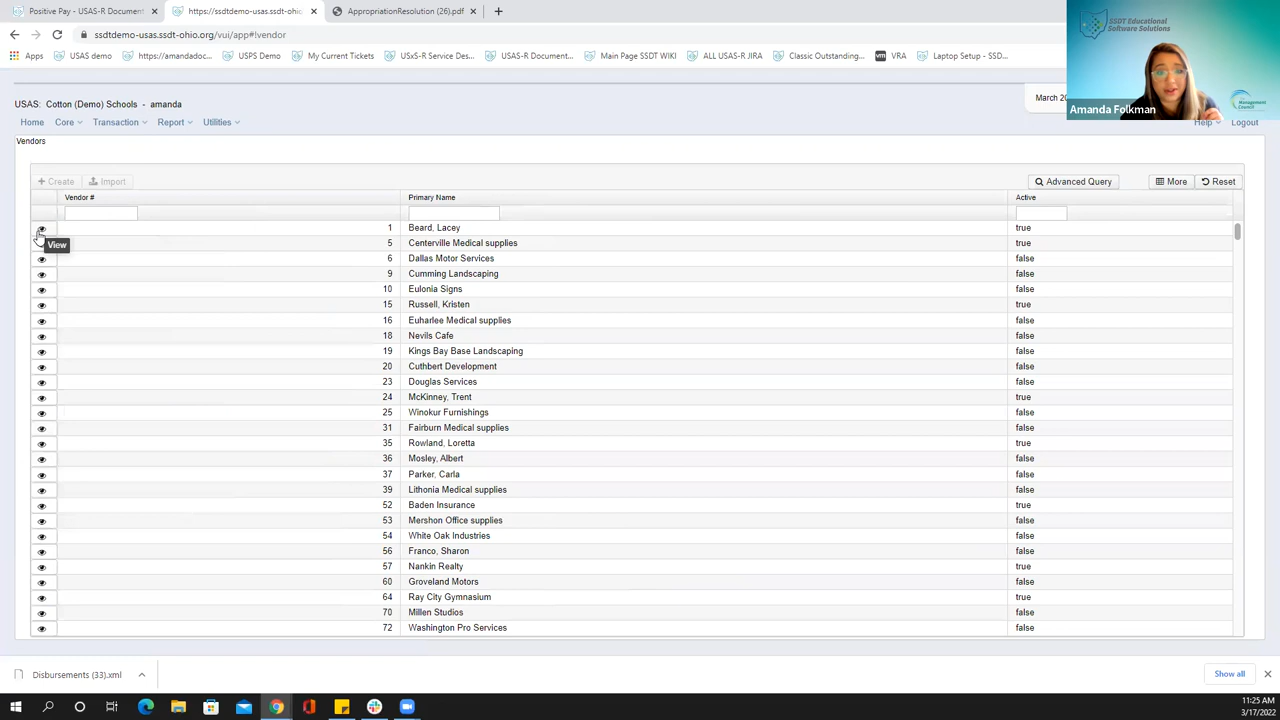 Positive Pay - USAS-R Document
https://ssdtdemo-usas.ssdt-ohio
AppropriationResolution (26).pdf
ssdtdemo-usas.ssdt-ohio.org/vui/app#!vendor
Apps
USAS demo
https://amandadoc...
USPS Demo
My Current Tickets
USxS-R Service Des...
USAS-R Document...
Main Page SSDT WIKI
ALL USAS-R JIRA
Classic Outstanding...
vm VRA
Laptop Setup - SSD...
SSDT Educational
Software Solutions
Management
Council
Amanda Folkman
USAS: Cotton (Demo) Schools - amanda
March 20
Home Core Transaction Report Utilities
Help Logout
Vendors
Create Import
Advanced Query More Reset
Vendor # Primary Name Active
1 Beard, Lacey true
View
5 Centerville Medical supplies true
6 Dallas Motor Services false
9 Cumming Landscaping false
10 Eulonia Signs false
15 Russell, Kristen true
16 Euharlee Medical supplies false
18 Nevils Cafe false
19 Kings Bay Base Landscaping false
20 Cuthbert Development false
23 Douglas Services false
24 McKinney, Trent true
25 Winokur Furnishings false
31 Fairburn Medical supplies false
35 Rowland, Loretta true
36 Mosley, Albert false
37 Parker, Carla false
39 Lithonia Medical supplies false
52 Baden Insurance true
53 Mershon Office supplies false
54 White Oak Industries false
56 Franco, Sharon false
57 Nankin Realty true
60 Groveland Motors false
64 Ray City Gymnasium true
70 Millen Studios false
72 Washington Pro Services false
Disbursements (33).xml
Show all
11:25 AM
3/17/2022